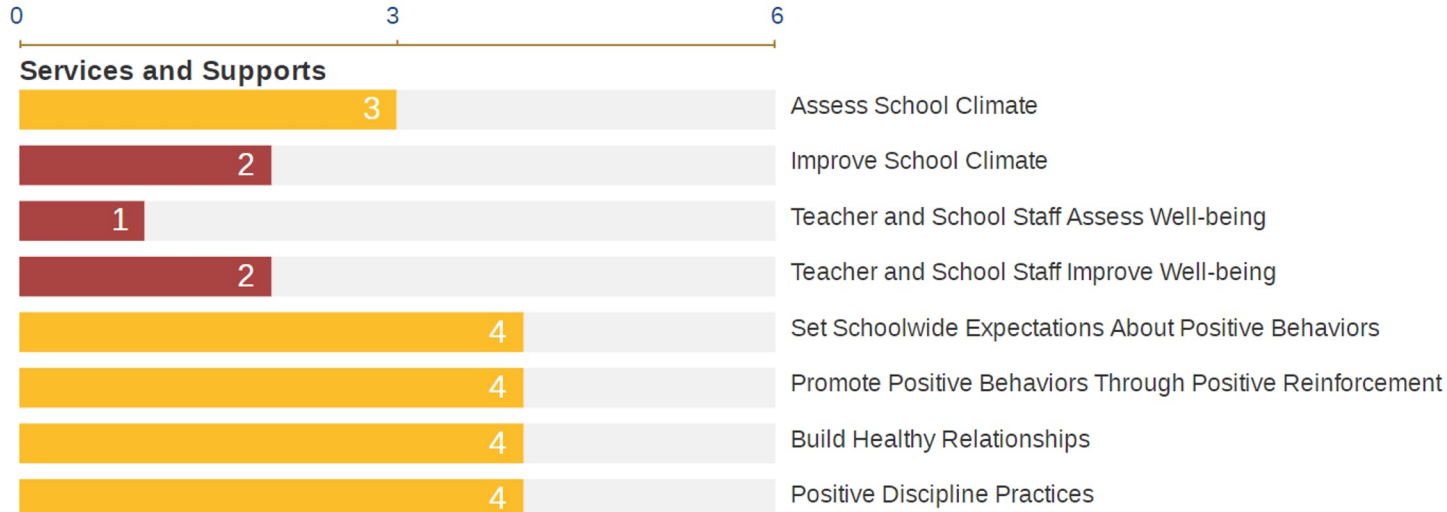 0 3 6
Services and Supports
3 Assess School Climate
2 Improve School Climate
1 Teacher and School Staff Assess Well-being
2 Teacher and School Staff Improve Well-being
4 Set Schoolwide Expectations About Positive Behaviors
4 Promote Positive Behaviors Through Positive Reinforcement
4 Build Healthy Relationships
4 Positive Discipline Practices